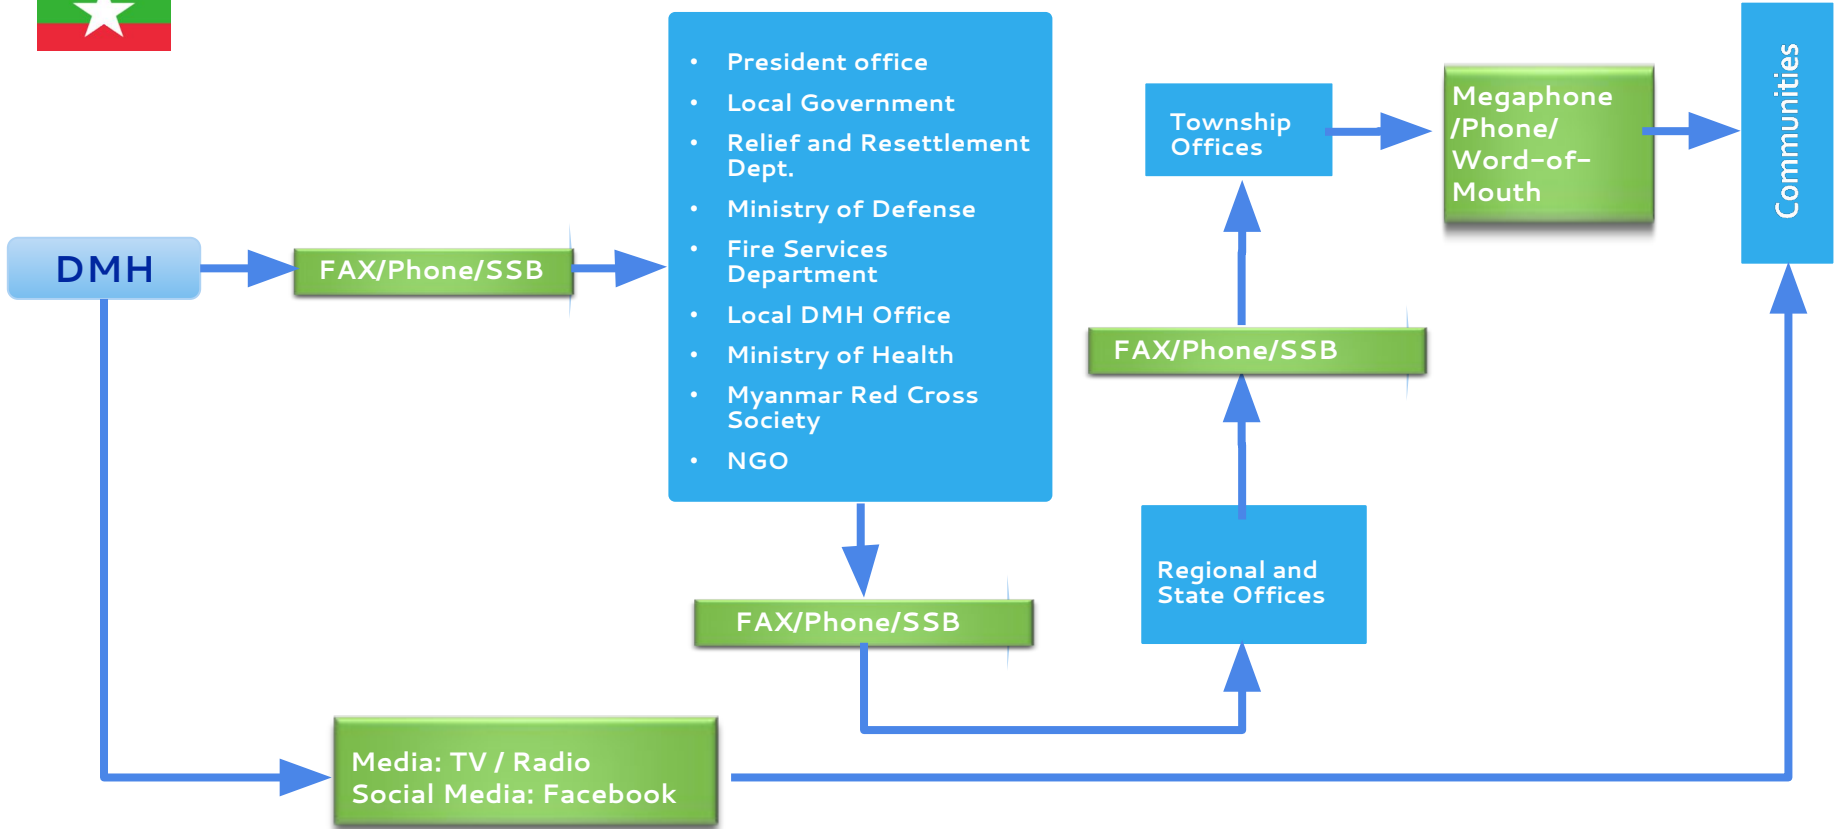 DMH
FAX/Phone/SSB
• President office
• Local Government
• Relief and Resettlement
Dept.
• Ministry of Defense
• Fire Services
Department
• Local DMH Office
• Ministry of Health
• Myanmar Red Cross
Society
• NGO
FAX/Phone/SSB
Regional and
State Offices
FAX/Phone/SSB
Township
Offices
Megaphone
/Phone/
Word-of-
Mouth
Communities
Media: TV / Radio
Social Media: Facebook